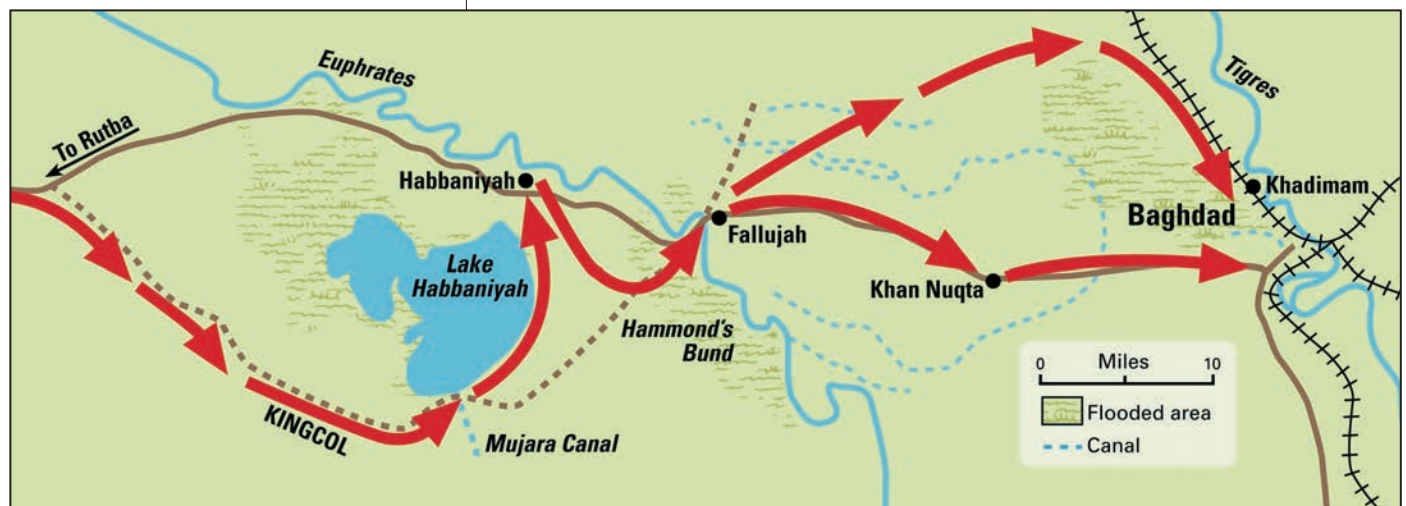 Euphrates
Tigres
To Rutba
Habbaniyah
Khadimam
Baghdad
Fallujah
Lake
Habbaniyah
Khan Nuqta
Hammond's
Bund
KINGCOL
Mujara Canal
0 Miles 10
Flooded area
Canal